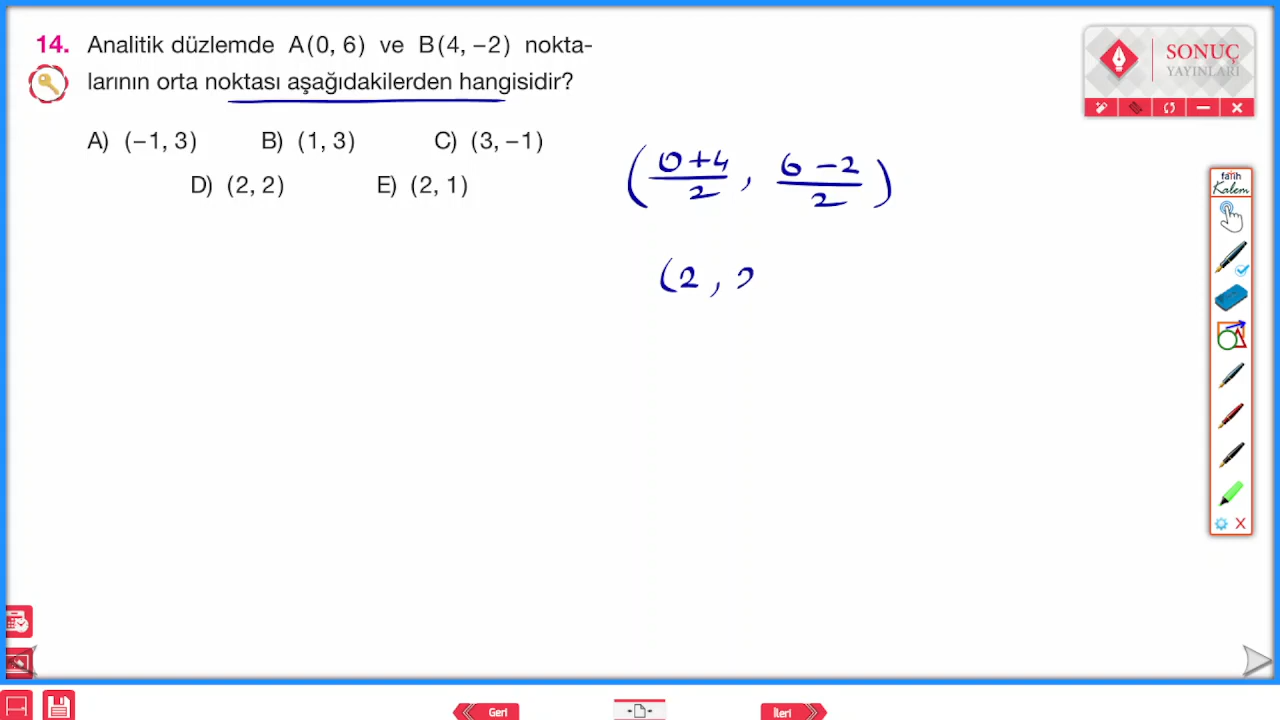 14. Analitik düzlemde A(0, 6) ve B(4, −2) nokta-
larının orta noktası aşağıdakilerden hangisidir?
A) (−1, 3) B) (1, 3) C) (3, −1)
D) (2, 2) E) (2, 1)
(0+4/2, 6−2/2)
(2,
SONUÇ
YAYINLARI
fatih
Kalem
Geri
İleri